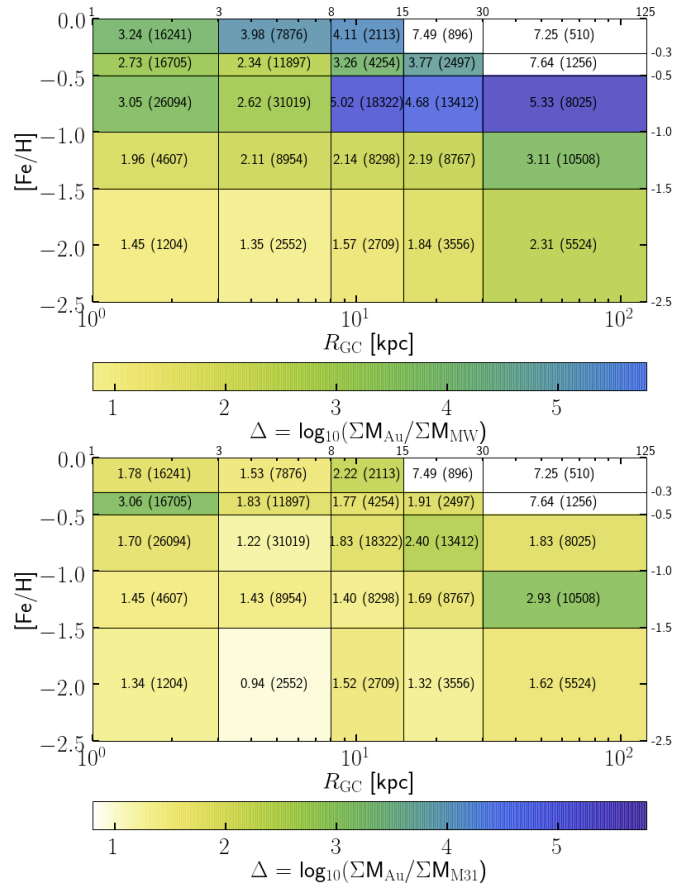 1 3 8 15 30 125
0.0 3.24 (16241) 3.98 (7876) 4.11 (2113) 7.49 (896) 7.25 (510)
-0.3
2.73 (16705) 2.34 (11897) 3.26 (4254) 3.77 (2497) 7.64 (1256)
−0.5 -0.5
3.05 (26094) 2.62 (31019) 5.02 (18322) 4.68 (13412) 5.33 (8025)
−1.0 -1.0
[Fe/H]
1.96 (4607) 2.11 (8954) 2.14 (8298) 2.19 (8767) 3.11 (10508)
−1.5 -1.5
−2.0 1.45 (1204) 1.35 (2552) 1.57 (2709) 1.84 (3556) 2.31 (5524)
−2.5 -2.5
10⁰ 10¹ 10²
R_GC [kpc]
1 2 3 4 5
Δ = log₁₀(ΣM_Au/ΣM_MW)
1 3 8 15 30 125
0.0 1.78 (16241) 1.53 (7876) 2.22 (2113) 7.49 (896) 7.25 (510)
-0.3
3.06 (16705) 1.83 (11897) 1.77 (4254) 1.91 (2497) 7.64 (1256)
−0.5 -0.5
1.70 (26094) 1.22 (31019) 1.83 (18322) 2.40 (13412) 1.83 (8025)
−1.0 -1.0
[Fe/H]
1.45 (4607) 1.43 (8954) 1.40 (8298) 1.69 (8767) 2.93 (10508)
−1.5 -1.5
−2.0 1.34 (1204) 0.94 (2552) 1.52 (2709) 1.32 (3556) 1.62 (5524)
−2.5 -2.5
10⁰ 10¹ 10²
R_GC [kpc]
1 2 3 4 5
Δ = log₁₀(ΣM_Au/ΣM_M31)